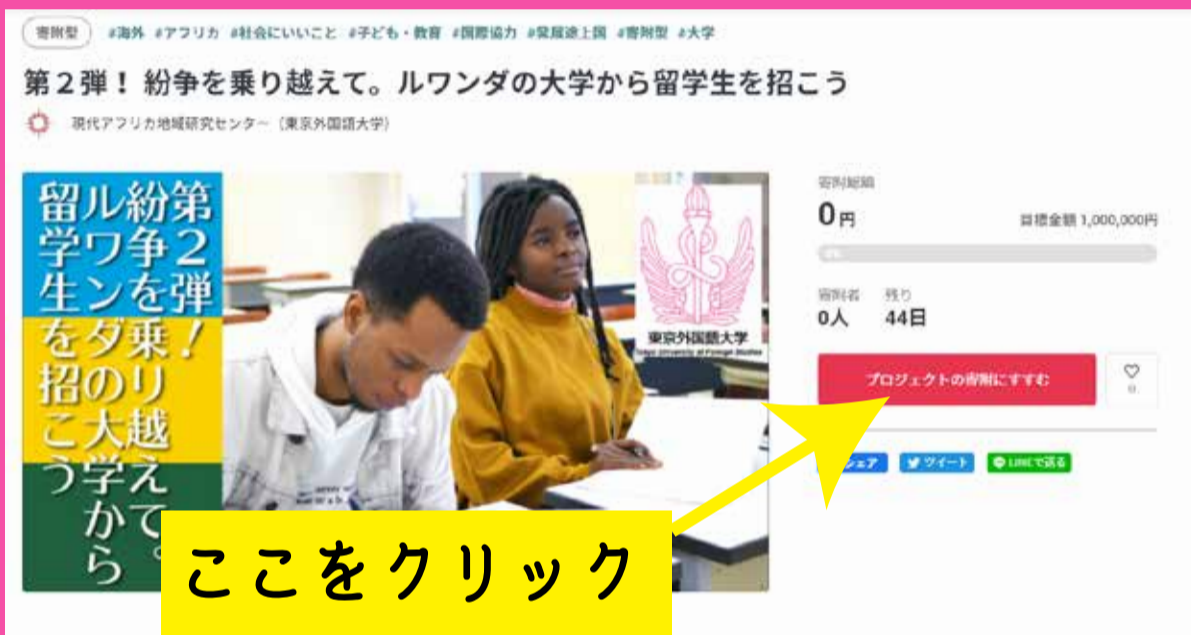 寄附型 #海外 #アフリカ #社会にいいこと #子ども・教育 #国際協力 #発展途上国 #寄附型 #大学
第２弾！ 紛争を乗り越えて。ルワンダの大学から留学生を招こう
現代アフリカ地域研究センター（東京外国語大学）
第２弾！
紛争を乗り越えて。
ルワンダの大学から
留学生を招こう
東京外国語大学
Tokyo University of Foreign Studies
寄附総額
0円
目標金額 1,000,000円
寄附者 残り
0人 44日
プロジェクトの寄附にすすむ
シェア ツイート LINEで送る
ここをクリック